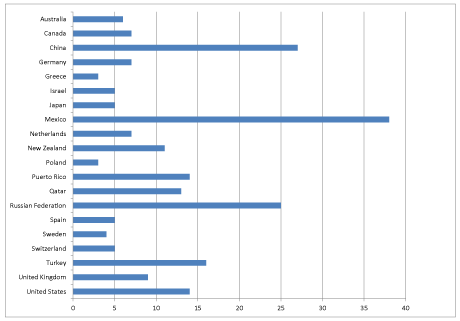 Australia
Canada
China
Germany
Greece
Israel
Japan
Mexico
Netherlands
New Zealand
Poland
Puerto Rico
Qatar
Russian Federation
Spain
Sweden
Switzerland
Turkey
United Kingdom
United States
0 5 10 15 20 25 30 35 40